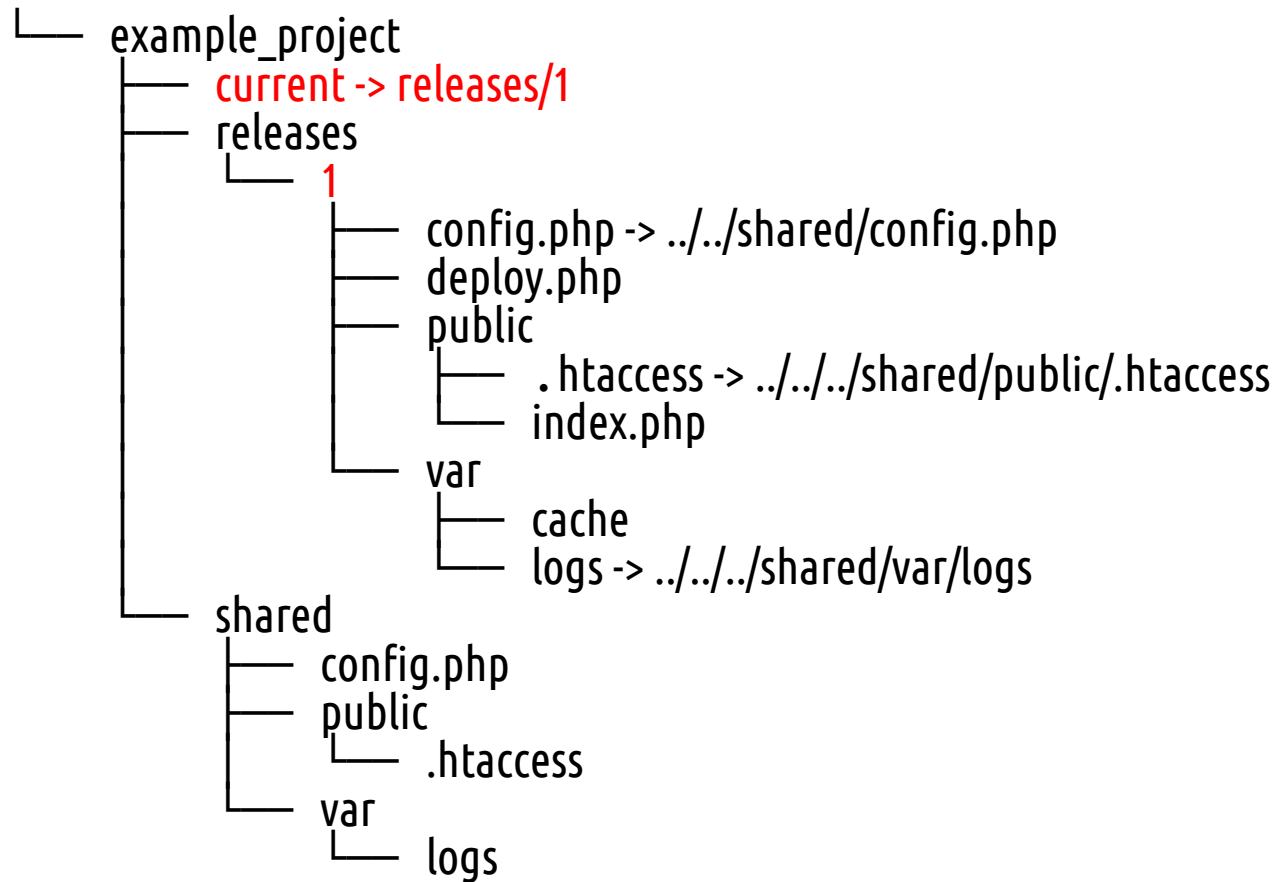 example_project
current -> releases/1
releases
1
config.php -> ../../shared/config.php
deploy.php
public
. htaccess -> ../../../shared/public/.htaccess
index.php
var
cache
logs -> ../../../shared/var/logs
shared
config.php
public
.htaccess
var
logs